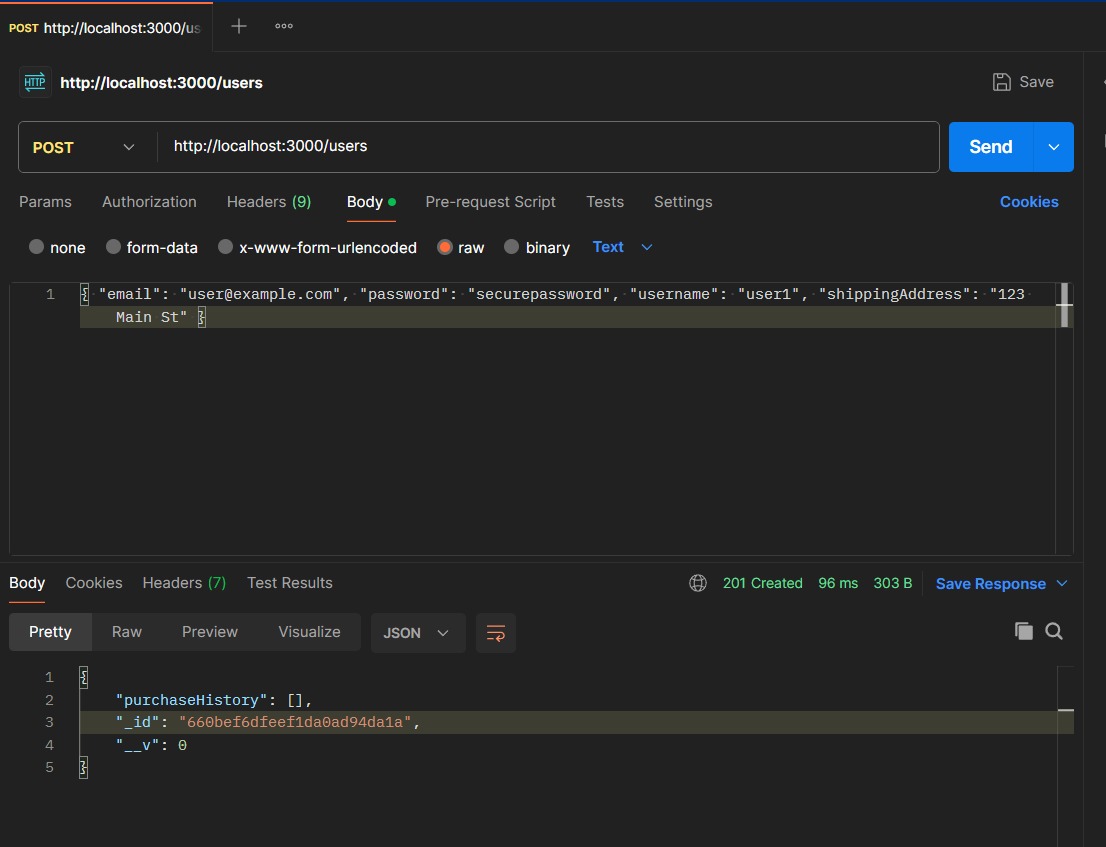 POST http://localhost:3000/us
HTTP http://localhost:3000/users
Save
POST
http://localhost:3000/users
Send
Params Authorization Headers (9) Body Pre-request Script Tests Settings Cookies
none form-data x-www-form-urlencoded raw binary Text
1 { "email": "user@example.com", "password": "securepassword", "username": "user1", "shippingAddress": "123
Main St" }
Body Cookies Headers (7) Test Results 201 Created 96 ms 303 B Save Response
Pretty Raw Preview Visualize JSON
1 {
2 "purchaseHistory": [],
3 "_id": "660bef6dfeef1da0ad94da1a",
4 "__v": 0
5 }